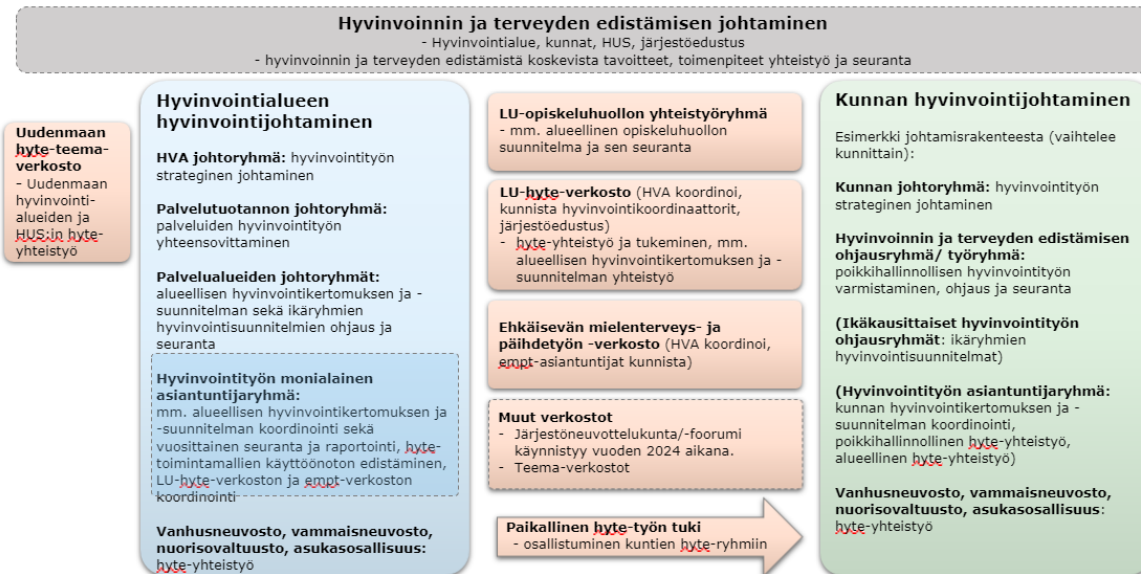 Hyvinvoinnin ja terveyden edistämisen johtaminen
- Hyvinvointialue, kunnat, HUS, järjestöedustus
- hyvinvoinnin ja terveyden edistämistä koskevista tavoitteet, toimenpiteet yhteistyö ja seuranta
Uudenmaan
hyte-teema-
verkosto
- Uudenmaan
hyvinvointi-
alueiden ja
HUS:in hyte-
yhteistyö
Hyvinvointialueen
hyvinvointijohtaminen
HVA johtoryhmä: hyvinvointityön
strateginen johtaminen
Palvelutuotannon johtoryhmä:
palveluiden hyvinvointityön
yhteensovittaminen
Palvelualueiden johtoryhmät:
alueellisen hyvinvointikertomuksen ja -
suunnitelman sekä ikäryhmien
hyvinvointisuunnitelmien ohjaus ja
seuranta
Hyvinvointityön monialainen
asiantuntijaryhmä:
mm. alueellisen hyvinvointikertomuksen ja
-suunnitelman koordinointi sekä
vuosittainen seuranta ja raportointi, hyte-
toimintamallien käyttöönoton edistäminen,
LU-hyte-verkoston ja empt-verkoston
koordinointi
Vanhusneuvosto, vammaisneuvosto,
nuorisovaltuusto, asukasosallisuus:
hyte-yhteistyö
LU-opiskeluhuollon yhteistyöryhmä
- mm. alueellinen opiskeluhuollon
suunnitelma ja sen seuranta
LU-hyte-verkosto (HVA koordinoi,
kunnista hyvinvointikoordinaattorit,
järjestöedustus)
- hyte-yhteistyö ja tukeminen, mm.
alueellisen hyvinvointikertomuksen ja -
suunnitelman yhteistyö
Ehkäisevän mielenterveys- ja
päihdetyön -verkosto (HVA koordinoi,
empt-asiantuntijat kunnista)
Muut verkostot
- Järjestöneuvottelukunta/-foorumi
käynnistyy vuoden 2024 aikana.
- Teema-verkostot
Paikallinen hyte-työn tuki
- osallistuminen kuntien hyte-ryhmiin
Kunnan hyvinvointijohtaminen
Esimerkki johtamisrakenteesta (vaihtelee
kunnittain):
Kunnan johtoryhmä: hyvinvointityön
strateginen johtaminen
Hyvinvoinnin ja terveyden edistämisen
ohjausryhmä/ työryhmä:
poikkihallinnollisen hyvinvointityön
varmistaminen, ohjaus ja seuranta
(Ikäkausittaiset hyvinvointityön
ohjausryhmät: ikäryhmien
hyvinvointisuunnitelmat)
(Hyvinvointityön asiantuntijaryhmä:
kunnan hyvinvointikertomuksen ja -
suunnitelman koordinointi,
poikkihallinnollinen hyte-yhteistyö,
alueellinen hyte-yhteistyö)
Vanhusneuvosto, vammaisneuvosto,
nuorisovaltuusto, asukasosallisuus:
hyte-yhteistyö